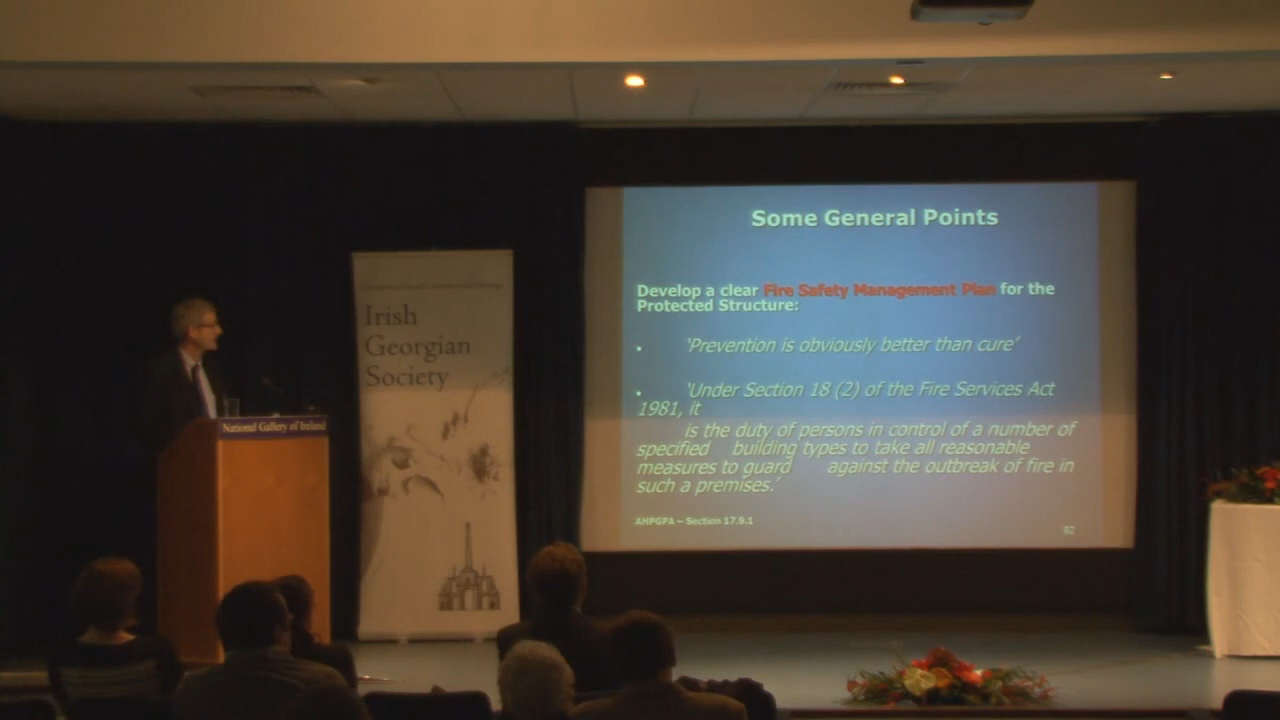 Some General Points
Develop a clear Fire Safety Management Plan for the
Protected Structure:
• 'Prevention is obviously better than cure'
• 'Under Section 18 (2) of the Fire Services Act
1981, it
is the duty of persons in control of a number of
specified building types to take all reasonable
measures to guard against the outbreak of fire in
such a premises.'
AHPGPA – Section 17.9.1
82
Irish
Georgian
Society
National Gallery of Ireland